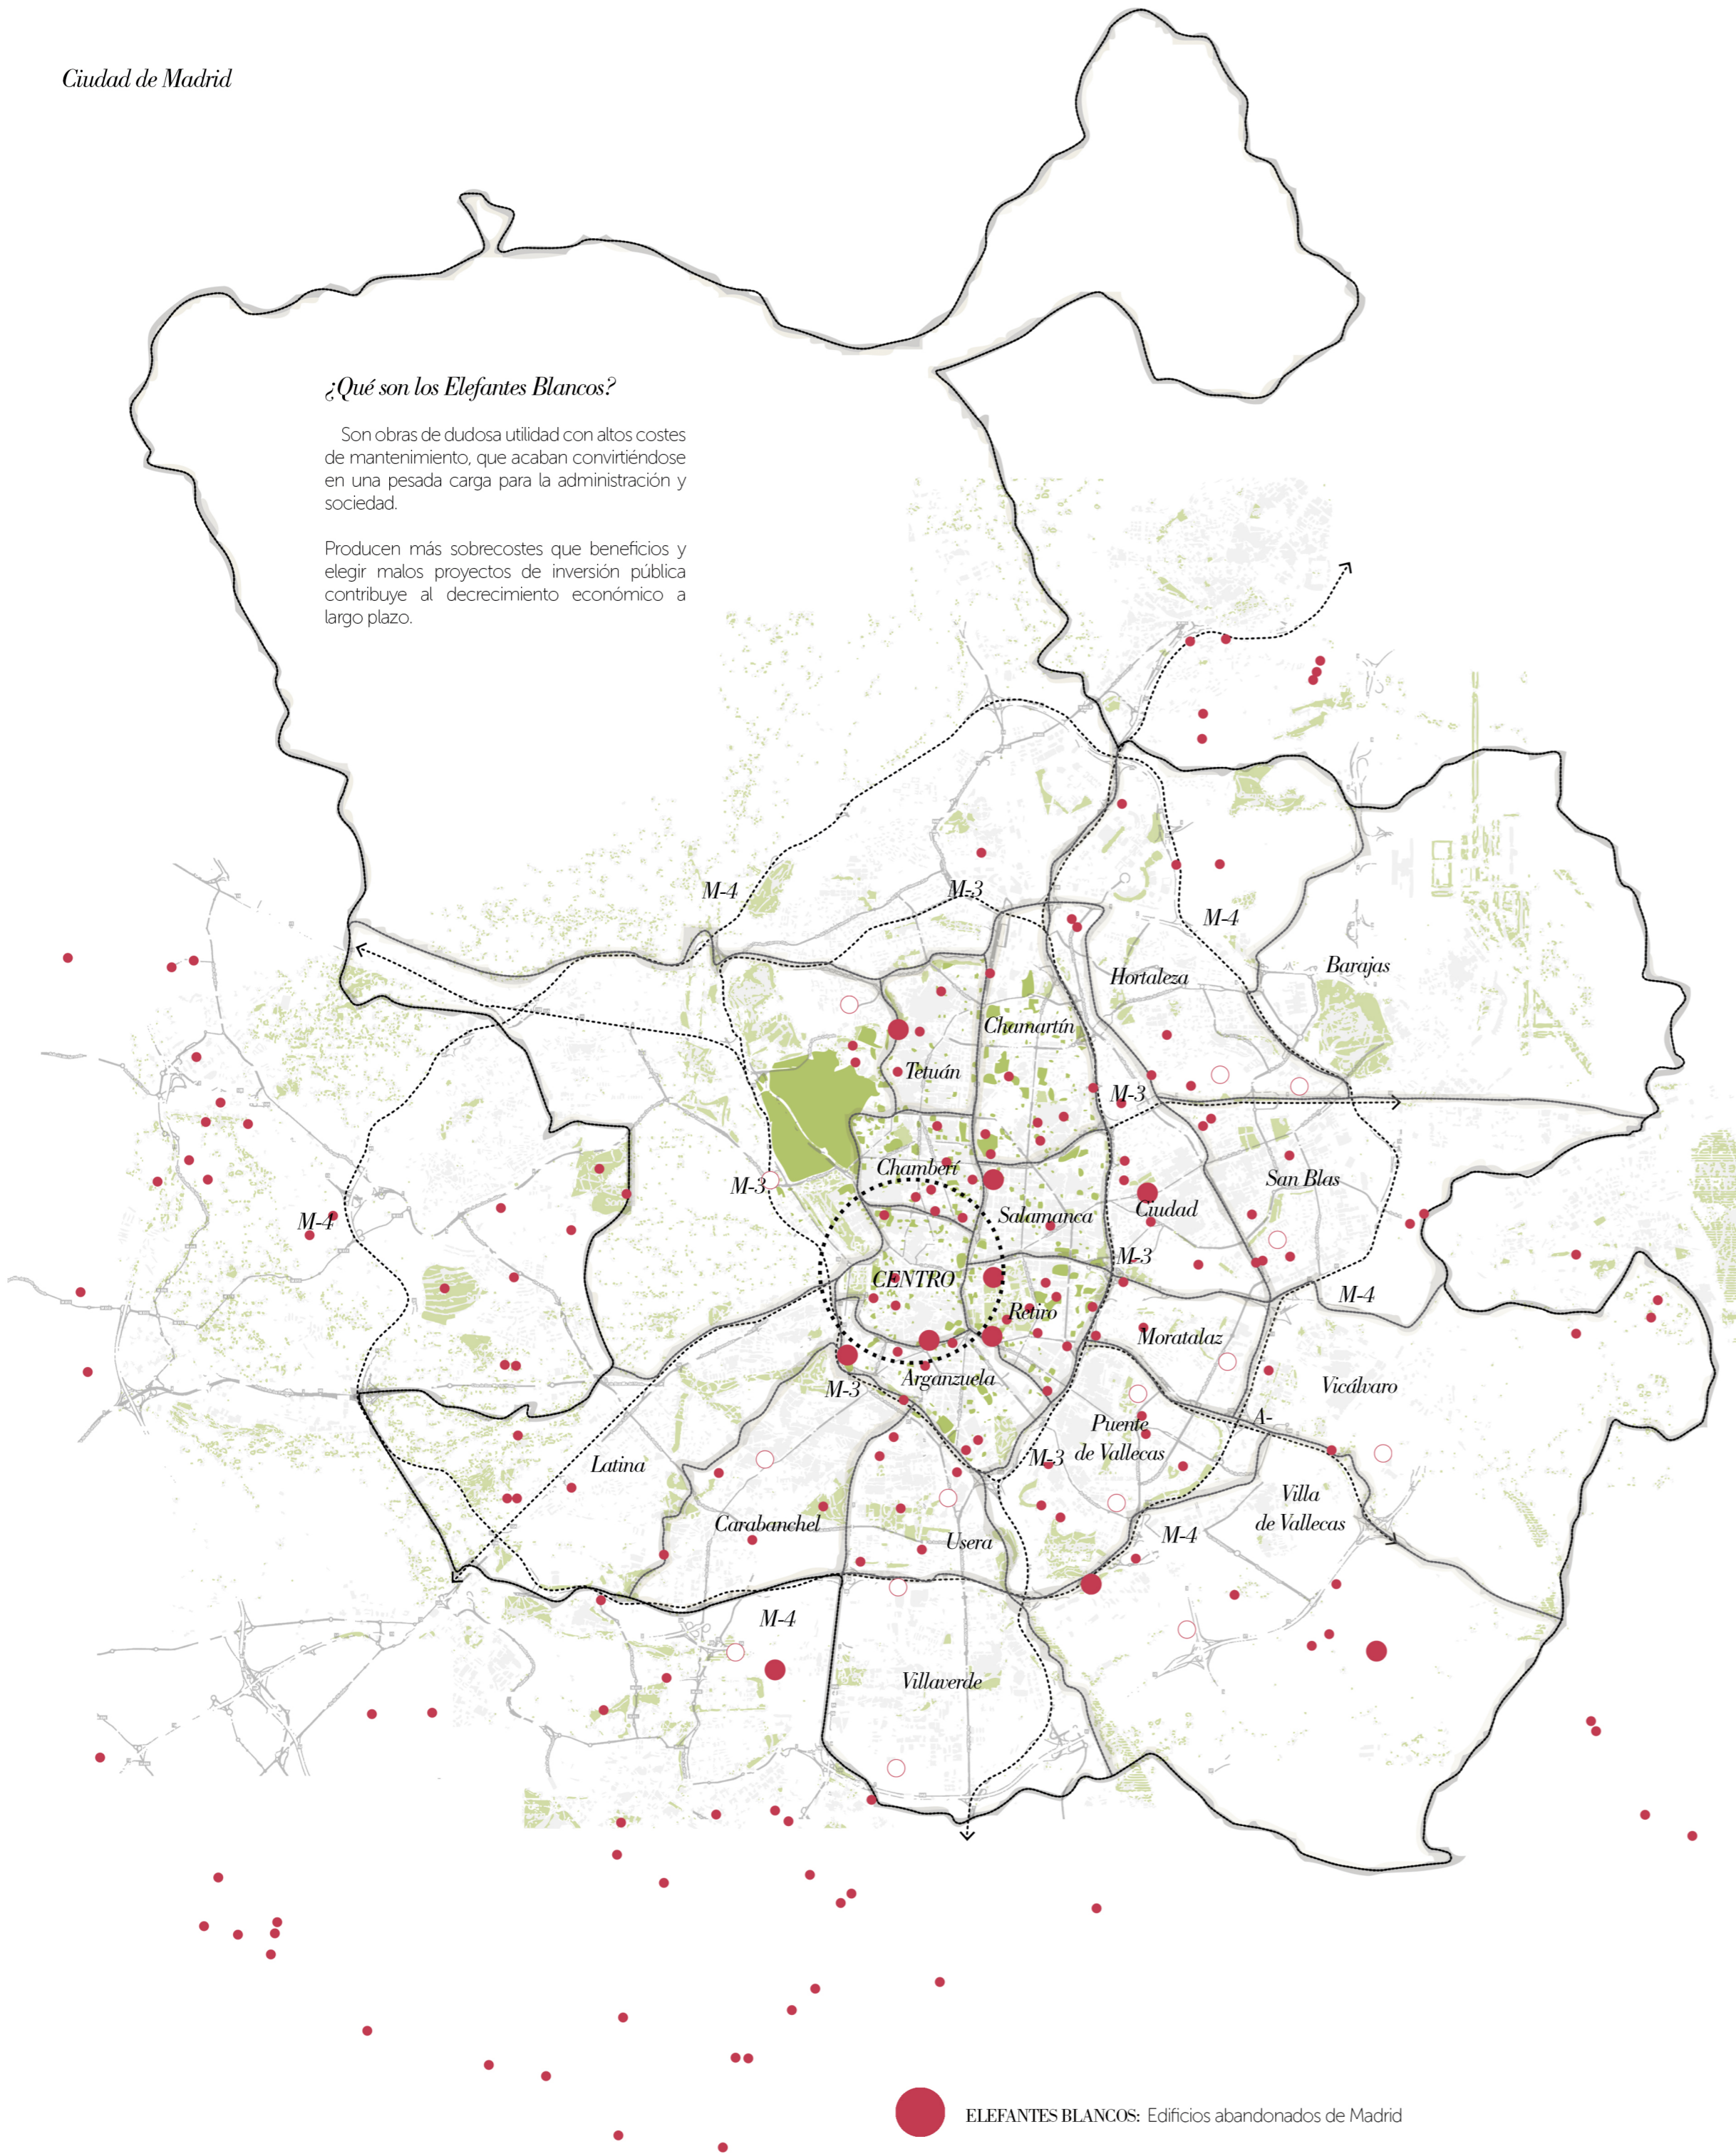 Ciudad de Madrid
¿Qué son los Elefantes Blancos?
Son obras de dudosa utilidad con altos costes
de mantenimiento, que acaban convirtiéndose
en una pesada carga para la administración y
sociedad.
Producen más sobrecostes que beneficios y
elegir malos proyectos de inversión pública
contribuye al decrecimiento económico a
largo plazo.
M-4
M-3
M-4
Hortaleza
Barajas
Chamartín
Tetuán
M-3
Chamberí
San Blas
M-3
Ciudad
Salamanca
M-4
M-3
CENTRO
M-4
Retiro
Moratalaz
Arganzuela
M-3
Vicálvaro
A-
Puente
de Vallecas
M-3
Latina
Villa
de Vallecas
Carabanchel
M-4
Usera
M-4
Villaverde
ELEFANTES BLANCOS: Edificios abandonados de Madrid